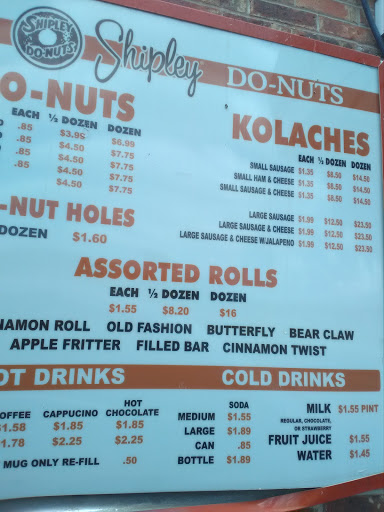 SHIPLEY
DO-NUTS
Shipley DO-NUTS
O-NUTS
EACH ½ DOZEN DOZEN
.85 $3.99 $6.99
.85 $4.50 $7.75
.85 $4.50 $7.75
.85 $4.50 $7.75
$4.50 $7.75
-NUT HOLES
DOZEN $1.60
KOLACHES
EACH ½ DOZEN DOZEN
SMALL SAUSAGE $1.35 $6.50 $14.50
SMALL HAM & CHEESE $1.35 $6.50 $14.50
SMALL SAUSAGE & CHEESE $1.35 $6.50 $14.50
LARGE SAUSAGE $1.99 $12.50 $23.50
LARGE SAUSAGE & CHEESE $1.99 $12.50 $23.50
LARGE SAUSAGE & CHEESE W/JALAPENO $1.99 $12.50 $23.50
ASSORTED ROLLS
EACH ½ DOZEN DOZEN
$1.55 $8.20 $16
NAMON ROLL OLD FASHION BUTTERFLY BEAR CLAW
APPLE FRITTER FILLED BAR CINNAMON TWIST
OT DRINKS
OFFEE CAPPUCINO HOT CHOCOLATE
$1.58 $1.85 $1.85
$1.78 $2.25 $2.25
MUG ONLY RE-FILL .50
COLD DRINKS
SODA
MEDIUM $1.55
LARGE $1.89
CAN .85
BOTTLE $1.89
MILK $1.55 PINT
REGULAR, CHOCOLATE,
OR STRAWBERRY
FRUIT JUICE $1.55
WATER $1.45